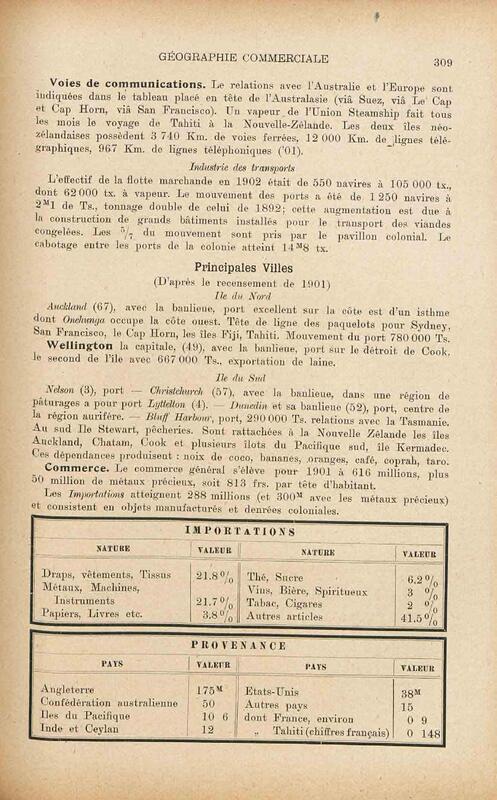 GÉOGRAPHIE COMMERCIALE 309
Voies de communications. Le relations avec l'Australie et l'Europe sont
indiquées dans le tableau placé en tête de l'Australasie (viâ Suez, viâ Le Cap
et Cap Horn, viâ San Francisco). Un vapeur de l'Union Steamship fait tous
les mois le voyage de Tahiti à la Nouvelle-Zélande. Les deux îles néo-
zélandaises possèdent 3 740 Km. de voies ferrées, 12 000 Km. de lignes télé-
graphiques, 967 Km. de lignes téléphoniques ('01).
Industrie des transports
L'effectif de la flotte marchande en 1902 était de 550 navires à 105 000 tx.,
dont 62 000 tx. à vapeur. Le mouvement des ports a été de 1 250 navires à
2M1 de Ts., tonnage double de celui de 1892; cette augmentation est due à
la construction de grands bâtiments installés pour le transport des viandes
congelées. Les 5/7 du mouvement sont pris par le pavillon colonial. Le
cabotage entre les ports de la colonie atteint 14M8 tx.
Principales Villes
(D'après le recensement de 1901)
Ile du Nord
Auckland (67), avec la banlieue, port excellent sur la côte est d'un isthme
dont Onehunga occupe la côte ouest. Tête de ligne des paquelots pour Sydney,
San Francisco, le Cap Horn, les îles Fiji, Tahiti. Mouvement du port 780 000 Ts.
Wellington la capitale, (49), avec la banlieue, port sur le détroit de Cook,
le second de l'île avec 667 000 Ts., exportation de laine.
Ile du Sud
Nelson (3), port — Christchurch (57), avec la banlieue, dans une région de
pâturages a pour port Lyttelton (4). — Dunedin et sa banlieue (52), port, centre de
la région aurifère. — Bluff Harbour, port, 290 000 Ts. relations avec la Tasmanie.
Au sud Ile Stewart, pêcheries. Sont rattachées à la Nouvelle Zélande les îles
Auckland, Chatam, Cook et plusieurs îlots du Pacifique sud, île Kermadec.
Ces dépendances produisent : noix de coco, bananes, oranges, café, coprah, taro.
Commerce. Le commerce général s'élève pour 1901 à 616 millions, plus
50 million de métaux précieux, soit 813 frs. par tête d'habitant.
Les Importations atteignent 288 millions (et 300M avec les métaux précieux)
et consistent en objets manufacturés et denrées coloniales.
IMPORTATIONS
NATURE VALEUR NATURE VALEUR
Draps, vêtements, Tissus 21.8 % Thé, Sucre 6.2 %
Métaux, Machines, Vins, Bière, Spiritueux 3 %
Instruments 21.7 % Tabac, Cigares 2 %
Papiers, Livres etc. 3.8 % Autres articles 41.5 %
PROVENANCE
PAYS VALEUR PAYS VALEUR
Angleterre 175M Etats-Unis 38M
Confédération australienne 50 Autres pays 15
Iles du Pacifique 10 6 dont France, environ 0 9
Inde et Ceylan 12 „ Tahiti (chiffres français) 0 148